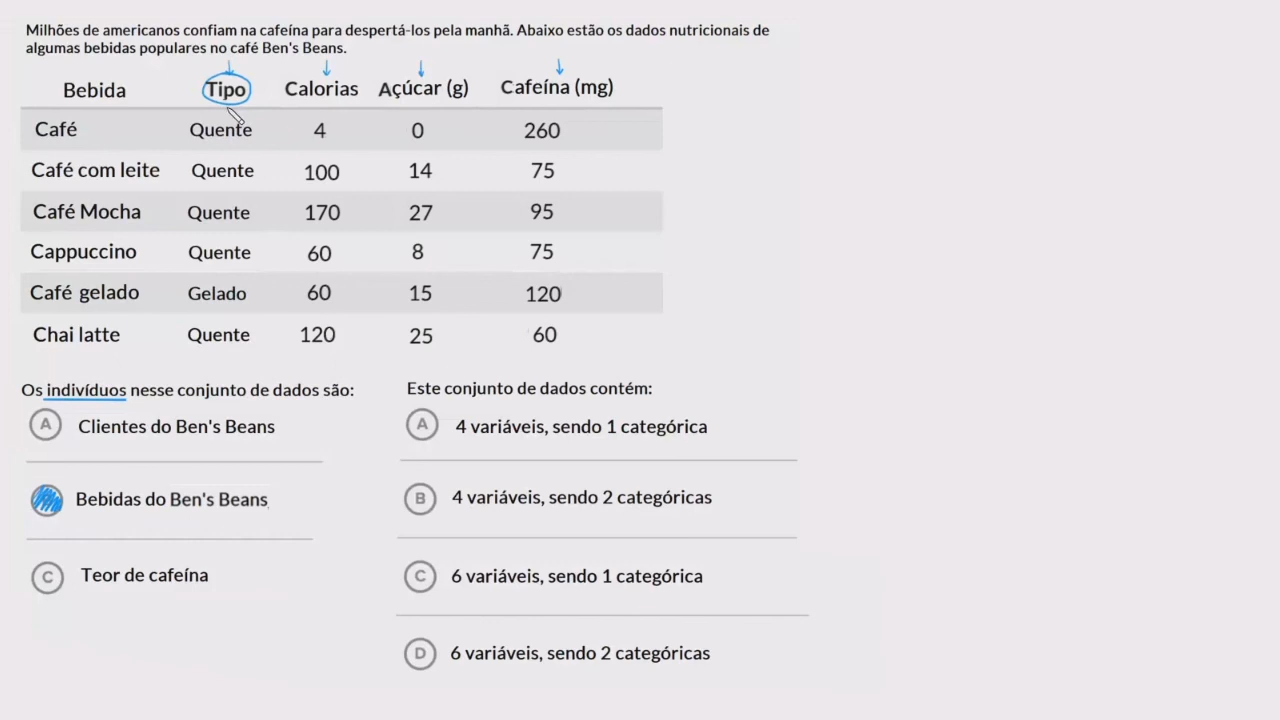 Milhões de americanos confiam na cafeína para despertá-los pela manhã. Abaixo estão os dados nutricionais de
algumas bebidas populares no café Ben's Beans.
Bebida Tipo Calorias Açúcar (g) Cafeína (mg)
Café Quente 4 0 260
Café com leite Quente 100 14 75
Café Mocha Quente 170 27 95
Cappuccino Quente 60 8 75
Café gelado Gelado 60 15 120
Chai latte Quente 120 25 60
Os indivíduos nesse conjunto de dados são:
A Clientes do Ben's Beans
Bebidas do Ben's Beans
C Teor de cafeína
Este conjunto de dados contém:
A 4 variáveis, sendo 1 categórica
B 4 variáveis, sendo 2 categóricas
C 6 variáveis, sendo 1 categórica
D 6 variáveis, sendo 2 categóricas